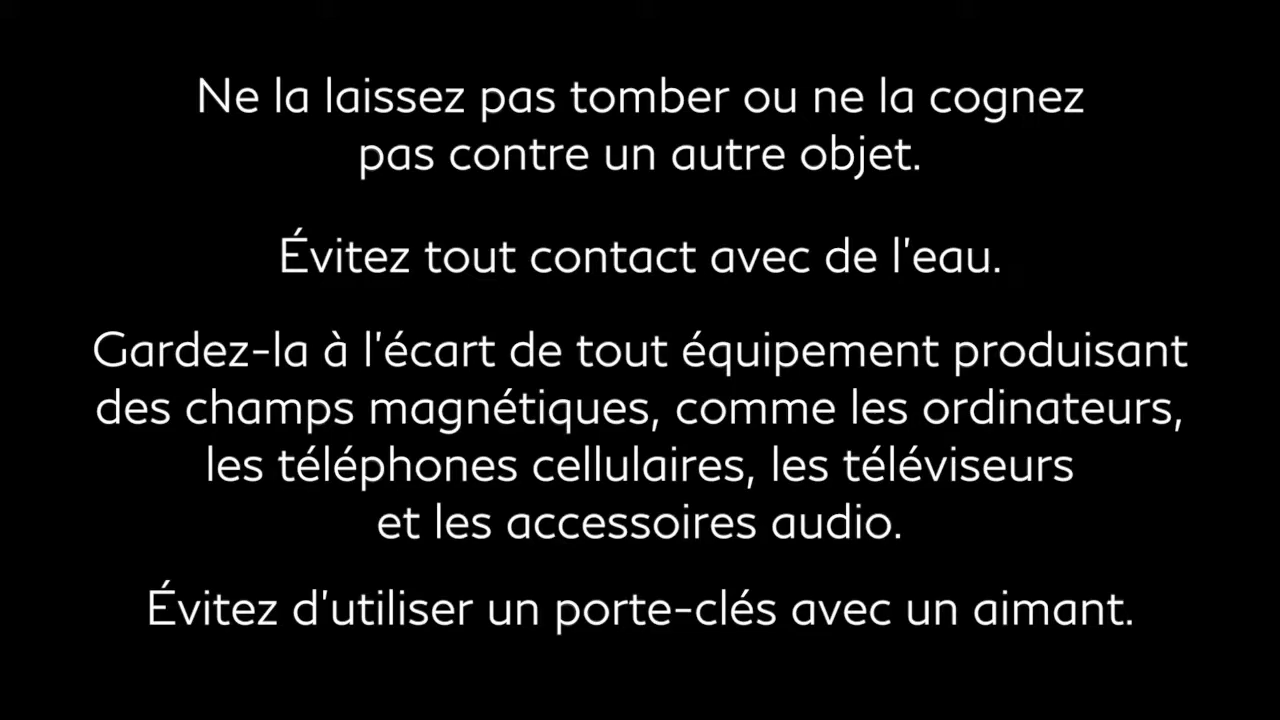 Ne la laissez pas tomber ou ne la cognez
pas contre un autre objet.
Évitez tout contact avec de l'eau.
Gardez-la à l'écart de tout équipement produisant
des champs magnétiques, comme les ordinateurs,
les téléphones cellulaires, les téléviseurs
et les accessoires audio.
Évitez d'utiliser un porte-clés avec un aimant.